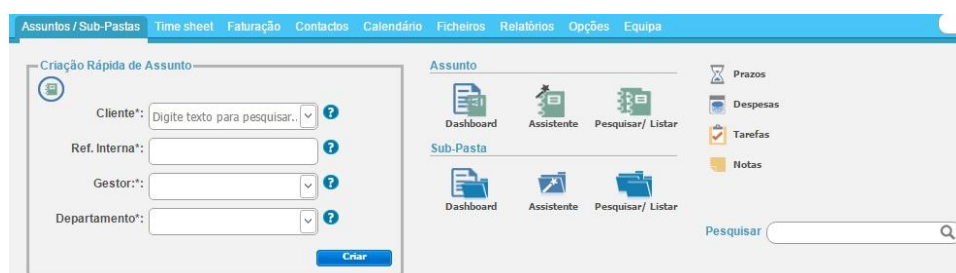 Assuntos / Sub-Pastas Time sheet Faturação Contactos Calendário Ficheiros Relatórios Opções Equipa
Criação Rápida de Assunto
Cliente*: Digite texto para pesquisar..
Ref. Interna*:
Gestor:*:
Departamento*:
Criar
Assunto
Dashboard Assistente Pesquisar/ Listar
Sub-Pasta
Dashboard Assistente Pesquisar/ Listar
Prazos
Despesas
Tarefas
Notas
Pesquisar